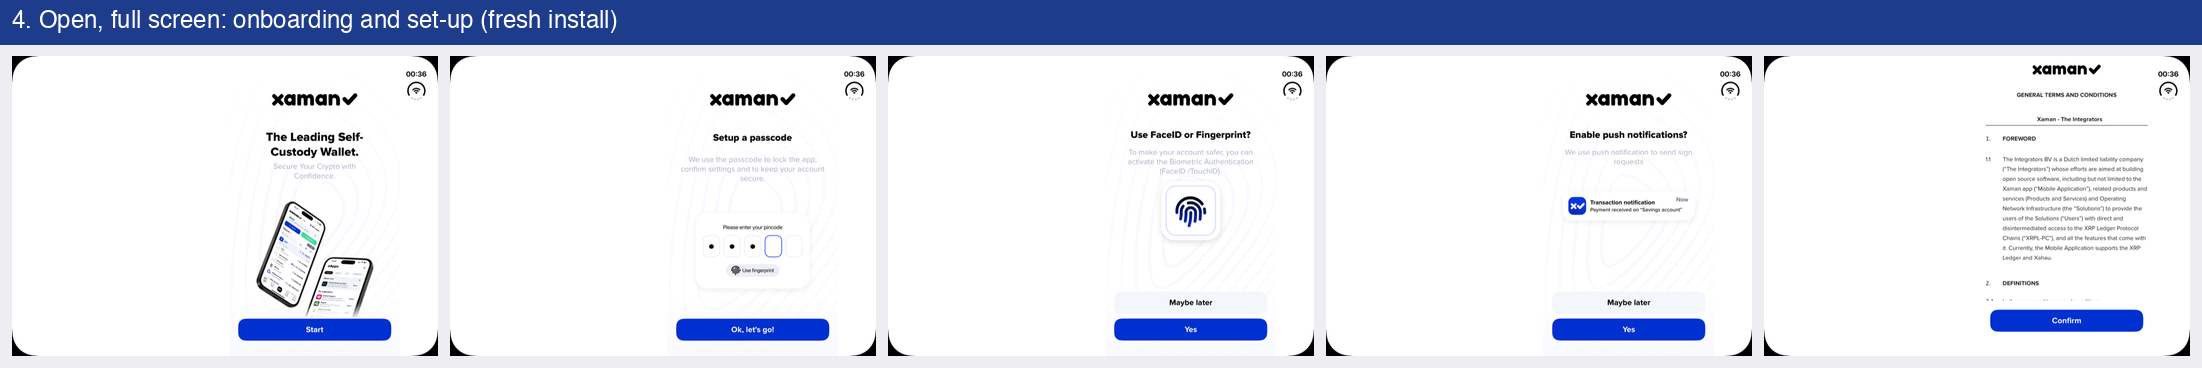 4. Open, full screen: onboarding and set-up (fresh install)
00:36
xaman
The Leading Self-
Custody Wallet.
Secure Your Crypto with
Confidence.
Start
00:36
xaman
Setup a passcode
We use the passcode to lock the app,
confirm settings and to keep your account
secure.
Please enter your pincode
Use fingerprint
Ok, let's go!
00:36
xaman
Use FaceID or Fingerprint?
To make your account safer, you can
activate the Biometric Authentication
(FaceID /TouchID).
Maybe later
Yes
00:36
xaman
Enable push notifications?
We use push notification to send sign
requests
Transaction notification
Now
Payment received on "Savings account"
Maybe later
Yes
00:36
xaman
GENERAL TERMS AND CONDITIONS
Xaman - The Integrators
1. FOREWORD
1.1 The Integrators BV is a Dutch limited liability company
("The Integrators") whose efforts are aimed at building
open source software, including but not limited to the
Xaman app ("Mobile Application"), related products and
services (Products and Services) and Operating
Network Infrastructure (the "Solutions") to provide the
users of the Solutions ("Users") with direct and
disintermediated access to the XRP Ledger Protocol
Chains ("XRPL-PC"), and all the features that come with
it. Currently, the Mobile Application supports the XRP
Ledger and Xahau.
2. DEFINITIONS
Confirm